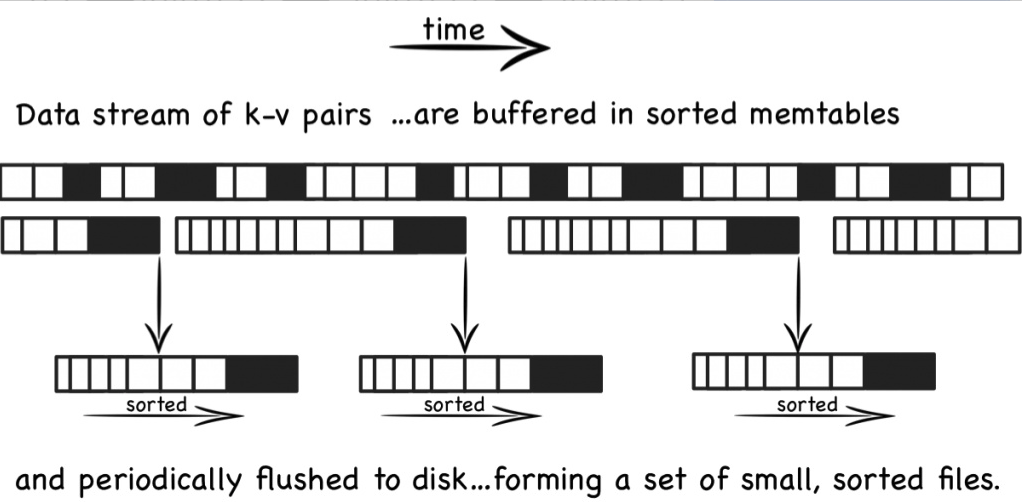 time
Data stream of k-v pairs ...are buffered in sorted memtables
sorted
sorted
sorted
and periodically flushed to disk...forming a set of small, sorted files.